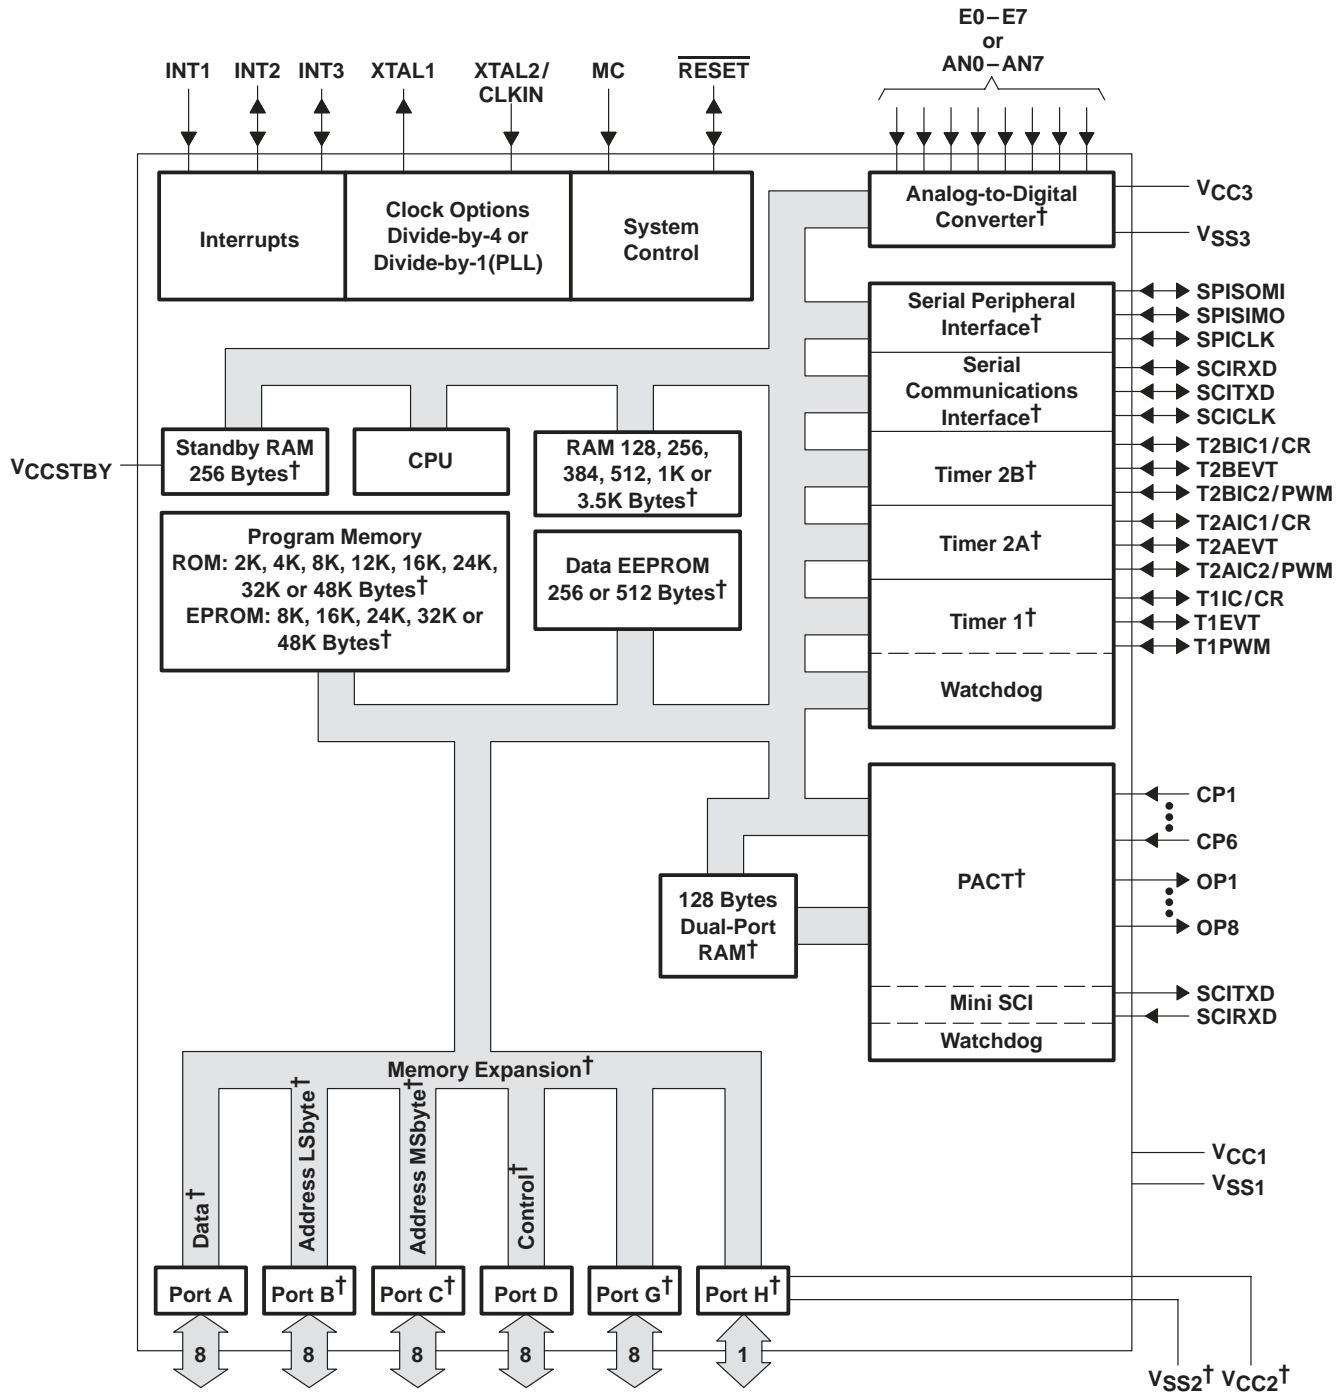 E0–E7
or
AN0–AN7
INT1
INT2
INT3
XTAL1
XTAL2/
CLKIN
MC
RESET
Interrupts
Clock Options
Divide-by-4 or
Divide-by-1(PLL)
System
Control
Analog-to-Digital
Converter†
VCC3
VSS3
Serial Peripheral
Interface†
SPISOMI
SPISIMO
SPICLK
Serial
Communications
Interface†
SCIRXD
SCITXD
SCICLK
Timer 2B†
T2BIC1/CR
T2BEVT
T2BIC2/PWM
Timer 2A†
T2AIC1/CR
T2AEVT
T2AIC2/PWM
Timer 1†
T1IC/CR
T1EVT
T1PWM
Watchdog
VCCSTBY
Standby RAM
256 Bytes†
CPU
RAM 128, 256,
384, 512, 1K or
3.5K Bytes†
Program Memory
ROM: 2K, 4K, 8K, 12K, 16K, 24K,
32K or 48K Bytes†
EPROM: 8K, 16K, 24K, 32K or
48K Bytes†
Data EEPROM
256 or 512 Bytes†
128 Bytes
Dual-Port
RAM†
PACT†
CP1
CP6
OP1
OP8
Mini SCI
SCITXD
SCIRXD
Watchdog
Memory Expansion†
Data†
Address LSbyte†
Address MSbyte†
Control†
VCC1
VSS1
Port A
Port B†
Port C†
Port D
Port G†
Port H†
8
8
8
8
8
1
VSS2†
VCC2†